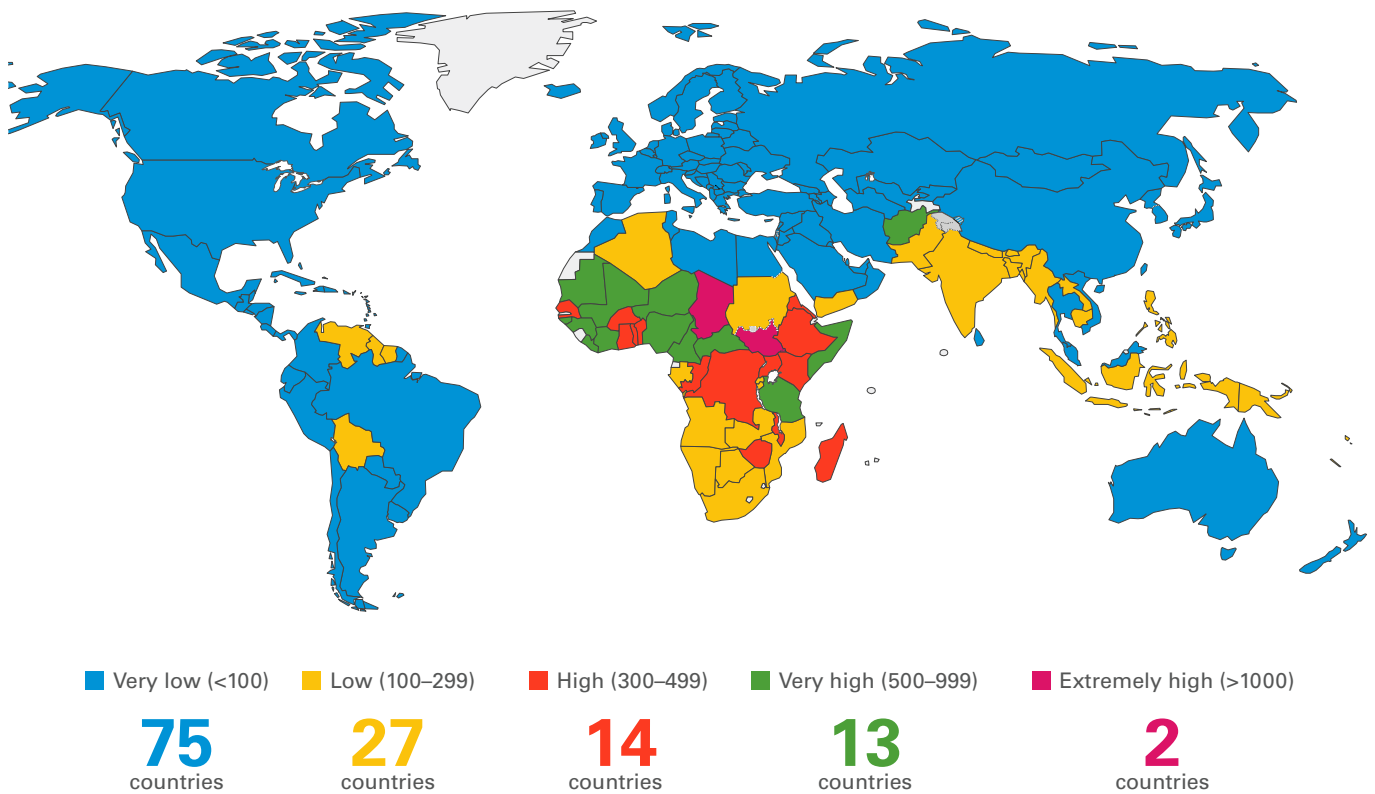 Very low (<100) Low (100–299) High (300–499) Very high (500–999) Extremely high (>1000)
75 27 14 13 2
countries countries countries countries countries